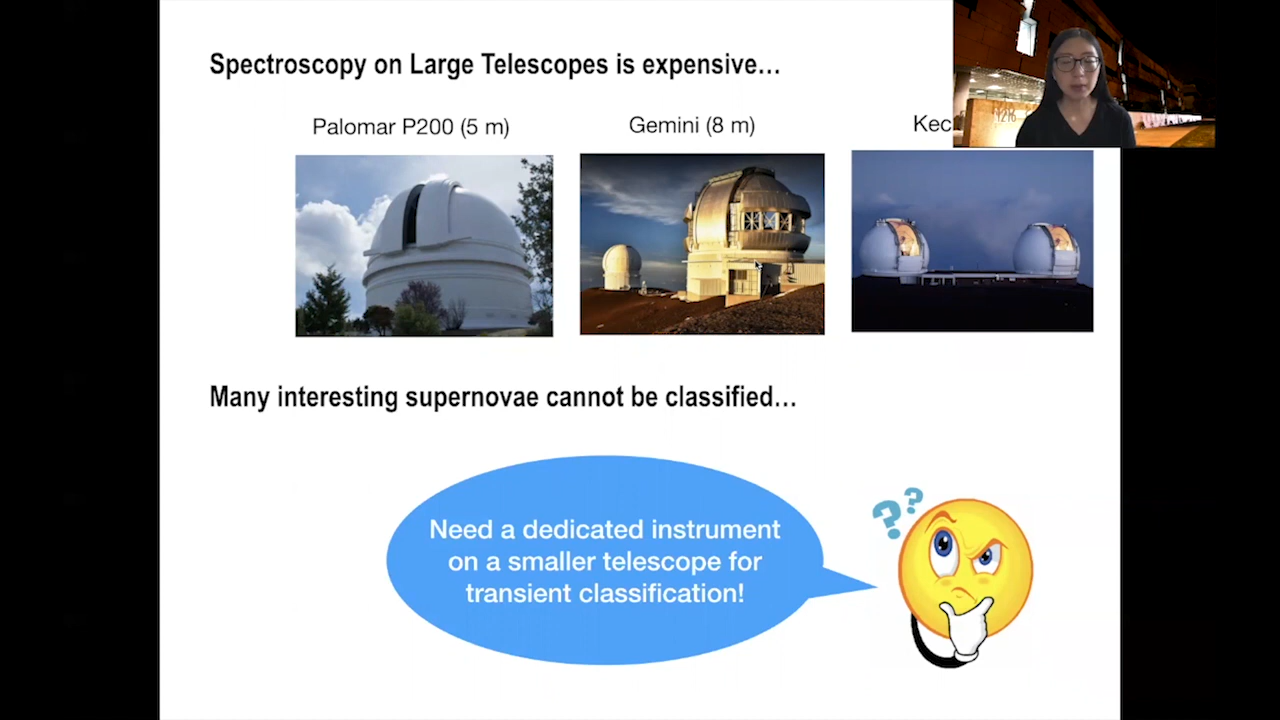 Spectroscopy on Large Telescopes is expensive…
Palomar P200 (5 m)
Gemini (8 m)
Kec
1216
Many interesting supernovae cannot be classified…
? ?
Need a dedicated instrument
on a smaller telescope for
transient classification!